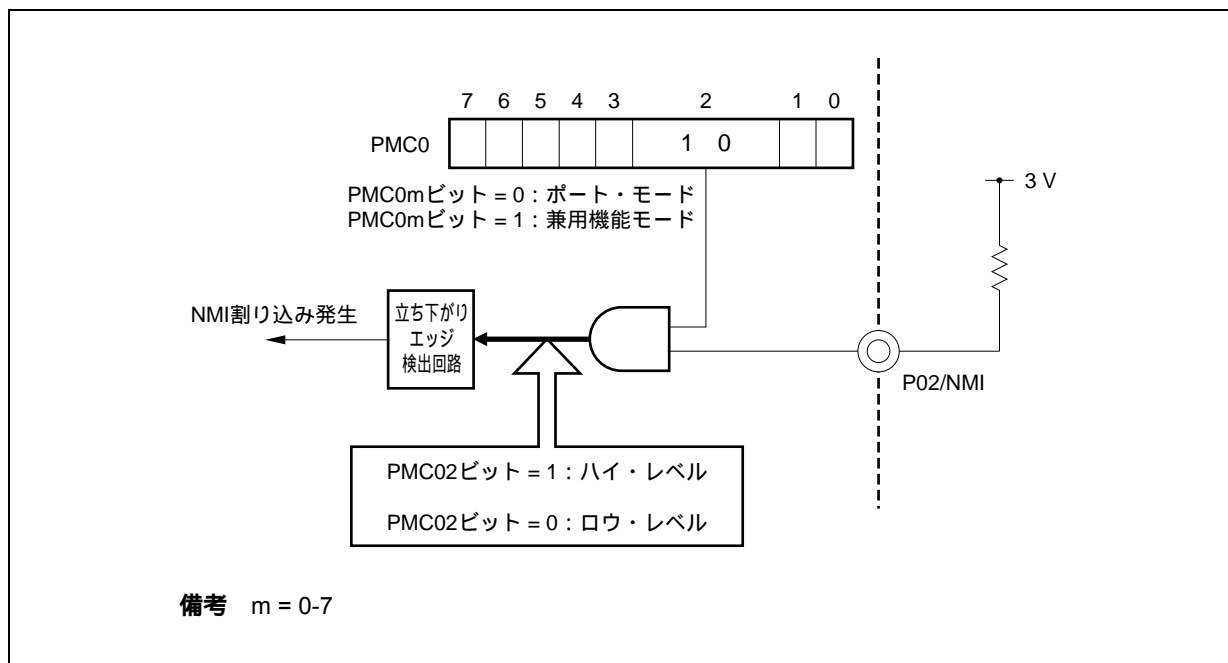 7 6 5 4 3 2 1 0
PMC0 1 0
PMC0mビット = 0 : ポート・モード
PMC0mビット = 1 : 兼用機能モード
3 V
NMI割り込み発生
立ち下がり
エッジ
検出回路
P02/NMI
PMC02ビット = 1 : ハイ・レベル
PMC02ビット = 0 : ロウ・レベル
備考 m = 0-7